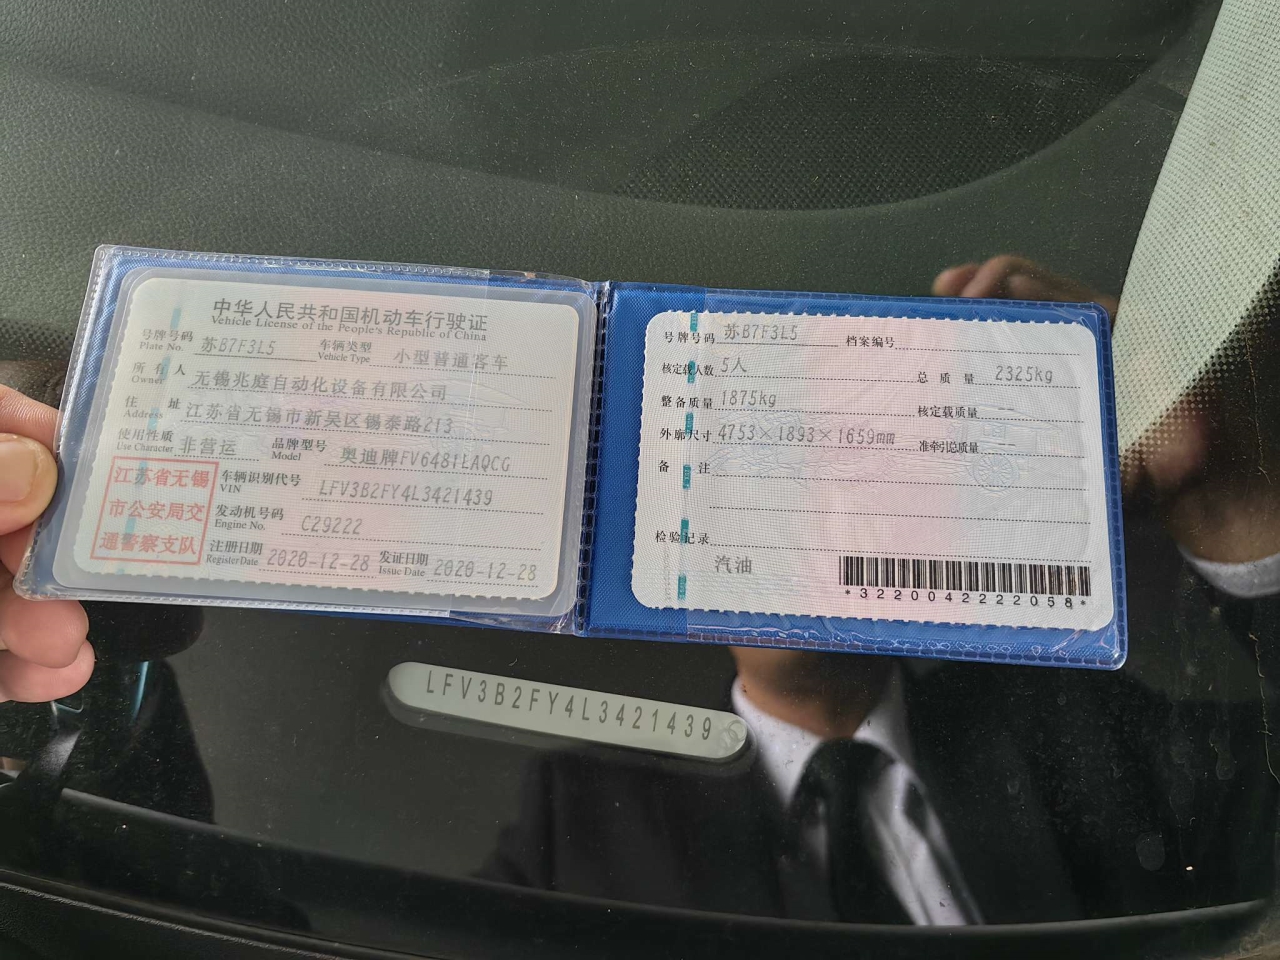 中华人民共和国机动车行驶证
Vehicle License of the People's Republic of China
号牌号码 Plate No. 苏B7F3L5 车辆类型 Vehicle Type 小型普通客车
所有人 Owner 无锡兆庭自动化设备有限公司
住址 Address 江苏省无锡市新吴区锡泰路213
使用性质 Use Character 非营运 品牌型号 Model 奥迪牌FV6481LAQCG
车辆识别代号 VIN LFV3B2FY4L3421439
发动机号码 Engine No. C29222
注册日期 Register Date 2020-12-28 发证日期 Issue Date 2020-12-28
江苏省无锡
市公安局交
通警察支队
号牌号码 苏B7F3L5 档案编号
核定载人数 5人 总质量 2325kg
整备质量 1875kg 核定载质量
外廓尺寸 4753×1893×1659mm 准牵引总质量
备注
检验记录
汽油
*3220042222058*
LFV3B2FY4L3421439